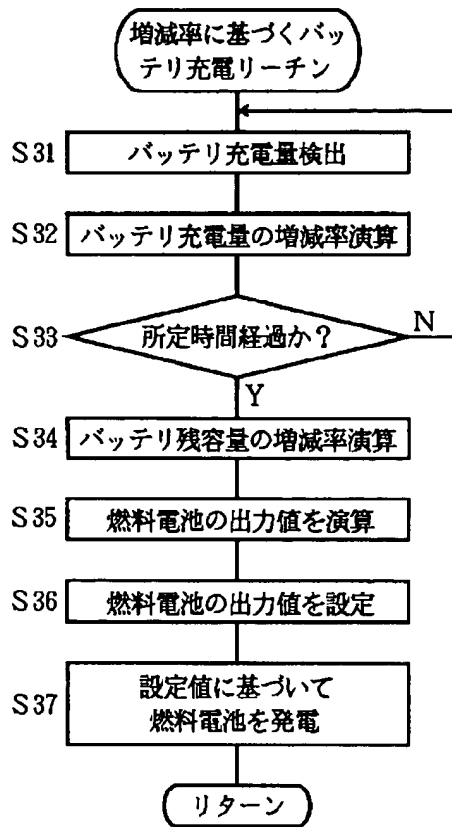 増減率に基づくバッ
テリ充電リーチン
S31
バッテリ充電量検出
S32
バッテリ充電量の増減率演算
S33
所定時間経過か？
N
Y
S34
バッテリ残容量の増減率演算
S35
燃料電池の出力値を演算
S36
燃料電池の出力値を設定
S37
設定値に基づいて
燃料電池を発電
リターン